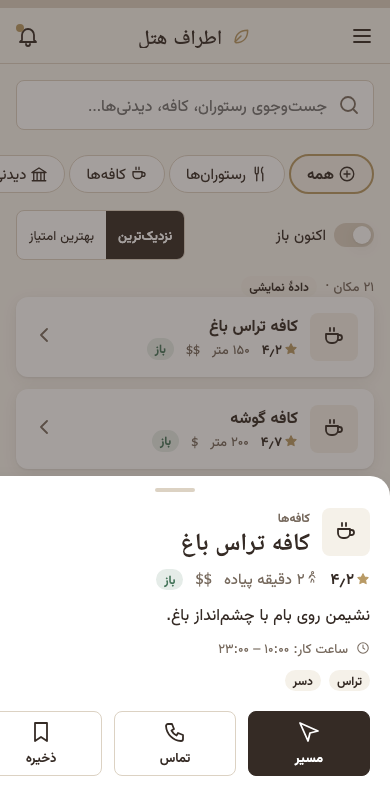 اطراف هتل
جست‌وجوی رستوران، کافه، دیدنی‌ها...
همه
رستوران‌ها
کافه‌ها
دیدنی
اکنون باز
نزدیک‌ترین
بهترین امتیاز
۲۱ مکان · دادهٔ نمایشی
کافه تراس باغ
۴٫۲ ۱۵۰ متر $$ باز
کافه گوشه
۴٫۷ ۲۰۰ متر $ باز
کافه‌ها
کافه تراس باغ
۴٫۲ ۲ دقیقه پیاده $$ باز
نشیمن روی بام با چشم‌انداز باغ.
ساعت کار: ۱۰:۰۰ – ۲۳:۰۰
تراس
دسر
مسیر
تماس
ذخیره